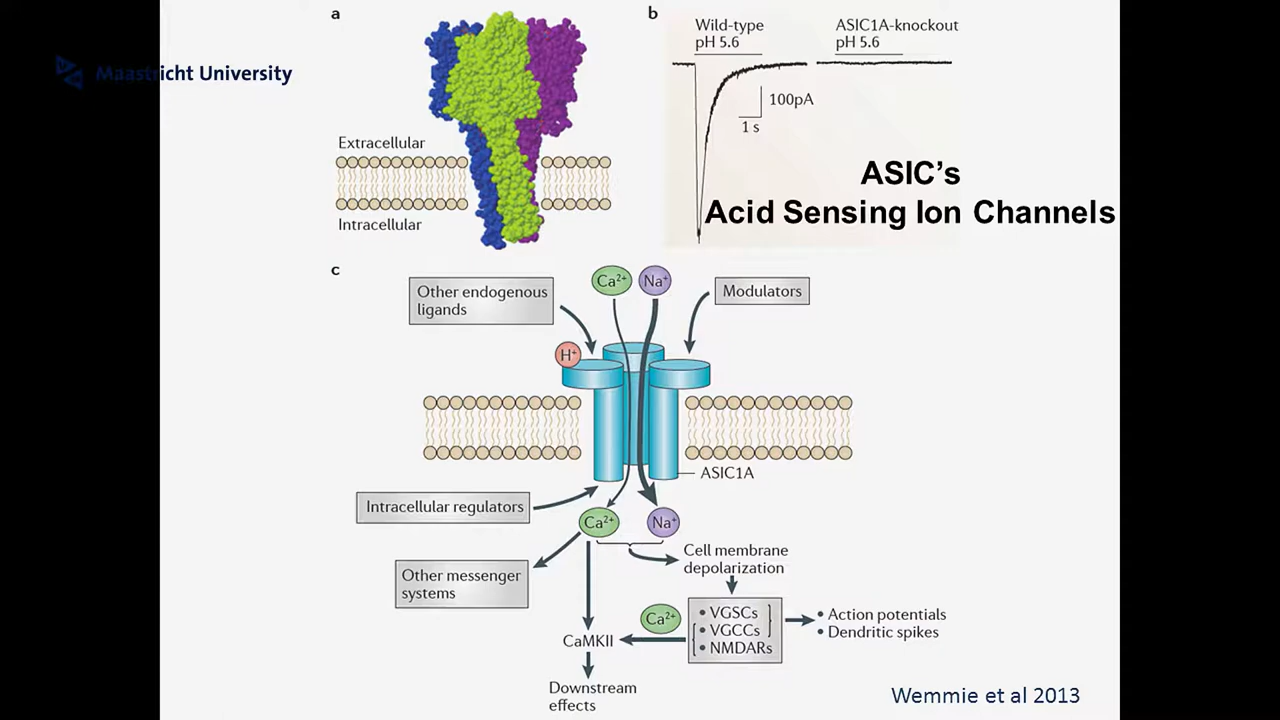 a
b
Maastricht University
Wild-type
pH 5.6
ASIC1A-knockout
pH 5.6
100pA
1 s
Extracellular
Intracellular
ASIC’s
Acid Sensing Ion Channels
c
Other endogenous
ligands
Ca2+
Na+
Modulators
H+
ASIC1A
Intracellular regulators
Ca2+
Na+
Other messenger
systems
Cell membrane
depolarization
Ca2+
• VGSCs
• VGCCs
• NMDARs
• Action potentials
• Dendritic spikes
CaMKII
Downstream
effects
Wemmie et al 2013